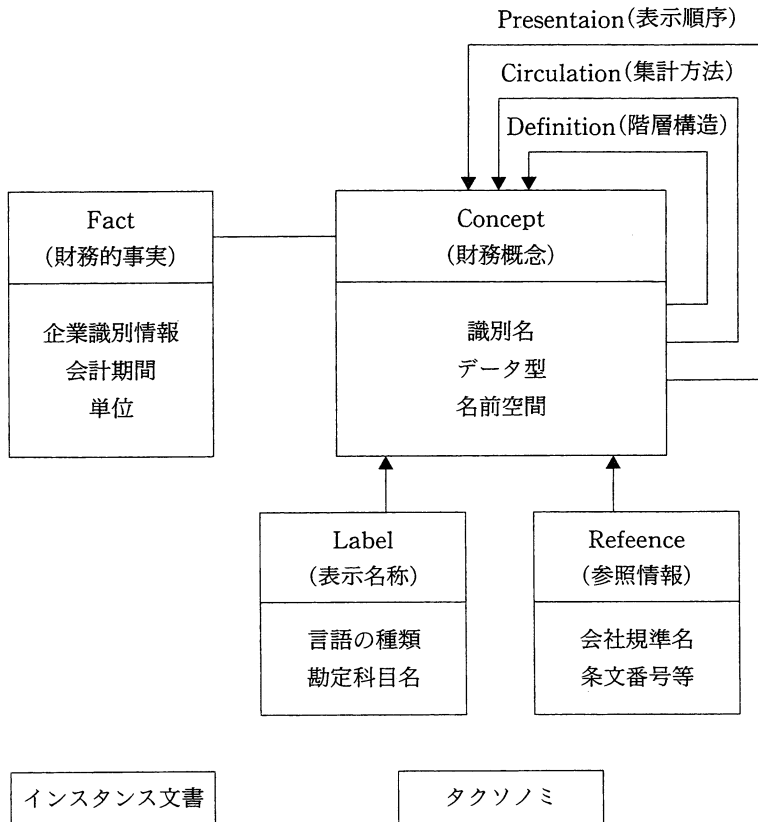 Presentaion(表示順序)
Circulation(集計方法)
Definition(階層構造)
Fact
(財務的事実)
企業識別情報
会計期間
単位
Concept
(財務概念)
識別名
データ型
名前空間
Label
(表示名称)
言語の種類
勘定科目名
Refeence
(参照情報)
会社規準名
条文番号等
インスタンス文書
タクソノミ